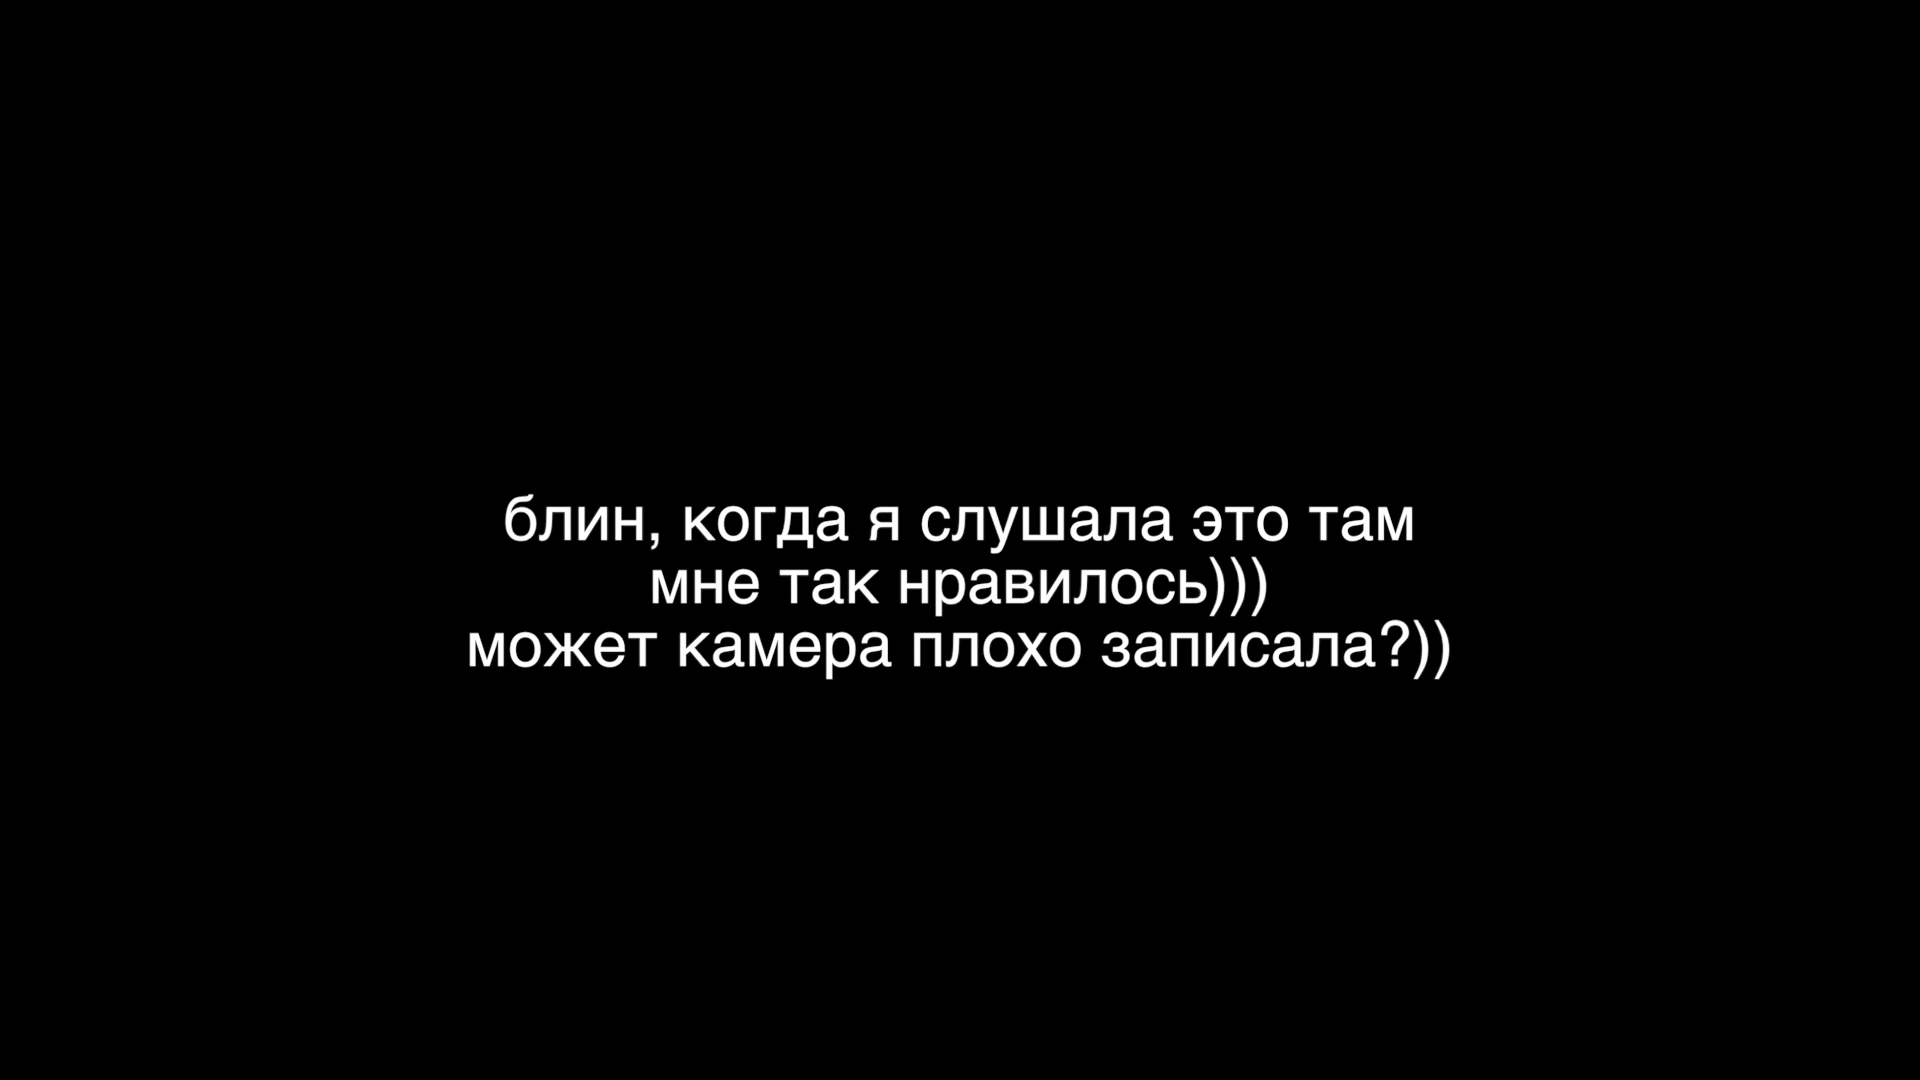 блин, когда я слушала это там
мне так нравилось)))
может камера плохо записала?))